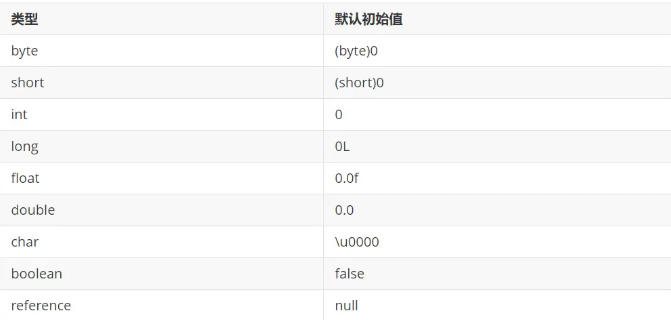 类型 默认初始值
byte (byte)0
short (short)0
int 0
long 0L
float 0.0f
double 0.0
char \u0000
boolean false
reference null